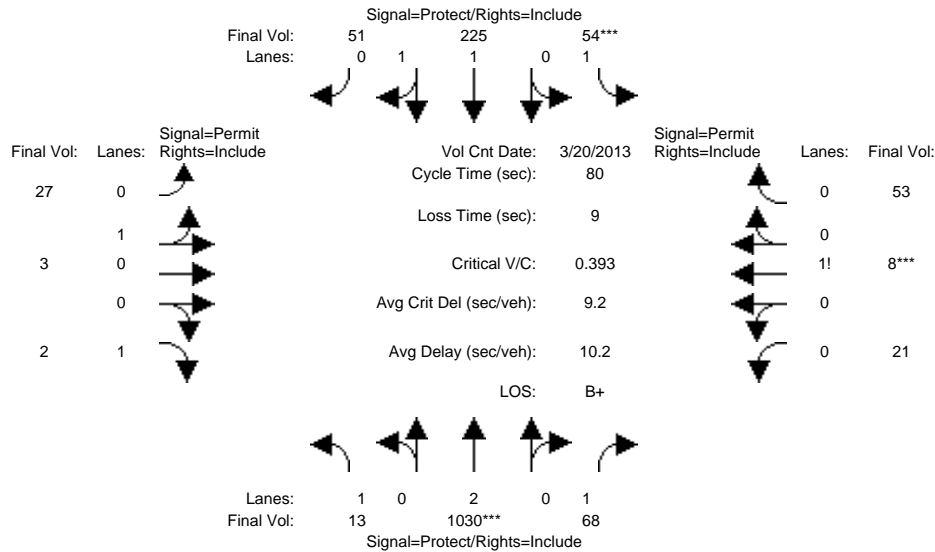 Signal=Protect/Rights=Include
Final Vol: 51 225 54***
Lanes: 0 1 1 0 1
Signal=Permit
Final Vol: Lanes: Rights=Include
Vol Cnt Date: 3/20/2013
Signal=Permit
Rights=Include Lanes: Final Vol:
Cycle Time (sec): 80
27 0
0 53
Loss Time (sec): 9
1
0
3 0
Critical V/C: 0.393
1! 8***
0
Avg Crit Del (sec/veh): 9.2
0
2 1
Avg Delay (sec/veh): 10.2
0 21
LOS: B+
Lanes: 1 0 2 0 1
Final Vol: 13 1030*** 68
Signal=Protect/Rights=Include